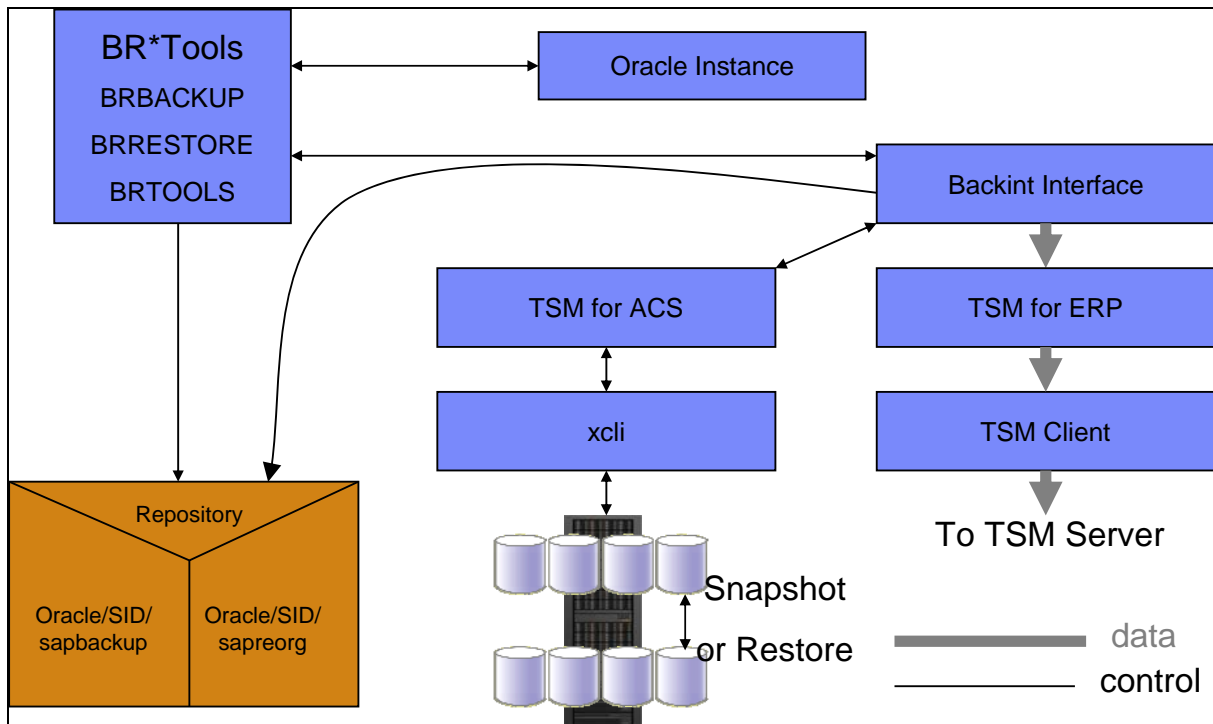 BR*Tools
BRBACKUP
BRRESTORE
BRTOOLS
Oracle Instance
Backint Interface
TSM for ACS
TSM for ERP
xcli
TSM Client
To TSM Server
Repository
Oracle/SID/
sapbackup
Oracle/SID/
sapreorg
Snapshot
or Restore
data
control